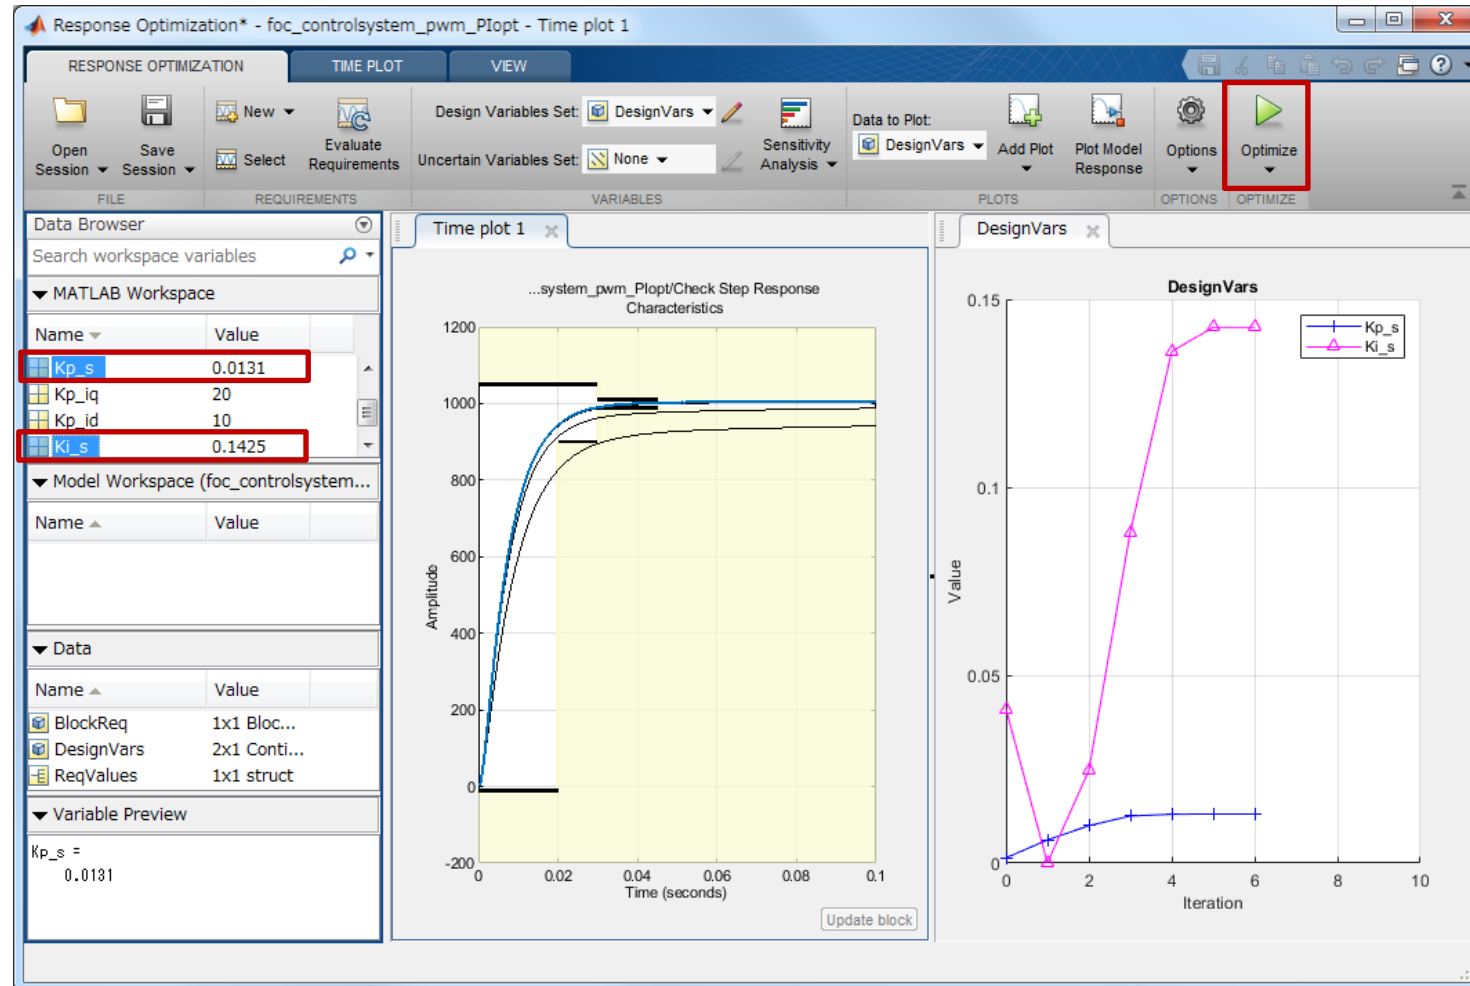 Response Optimization* - foc_controlsystem_pwm_PIopt - Time plot 1
RESPONSE OPTIMIZATION
TIME PLOT
VIEW
Open Session
Save Session
New
Select
Evaluate Requirements
Design Variables Set:
DesignVars
Uncertain Variables Set:
None
Sensitivity Analysis
Data to Plot:
DesignVars
Add Plot
Plot Model Response
Options
Optimize
FILE
REQUIREMENTS
VARIABLES
PLOTS
OPTIONS
OPTIMIZE
Data Browser
Search workspace variables
MATLAB Workspace
Name Value
Kp_s 0.0131
Kp_iq 20
Kp_id 10
Ki_s 0.1425
Model Workspace (foc_controlsystem...
Name Value
Data
Name Value
BlockReq 1x1 Bloc...
DesignVars 2x1 Conti...
ReqValues 1x1 struct
Variable Preview
Kp_s =
0.0131
Time plot 1
...system_pwm_PIopt/Check Step Response
Characteristics
1200
1000
800
600
400
200
0
-200
Amplitude
0 0.02 0.04 0.06 0.08 0.1
Time (seconds)
Update block
DesignVars
DesignVars
0.15
0.1
0.05
0
Value
Kp_s
Ki_s
0 2 4 6 8 10
Iteration